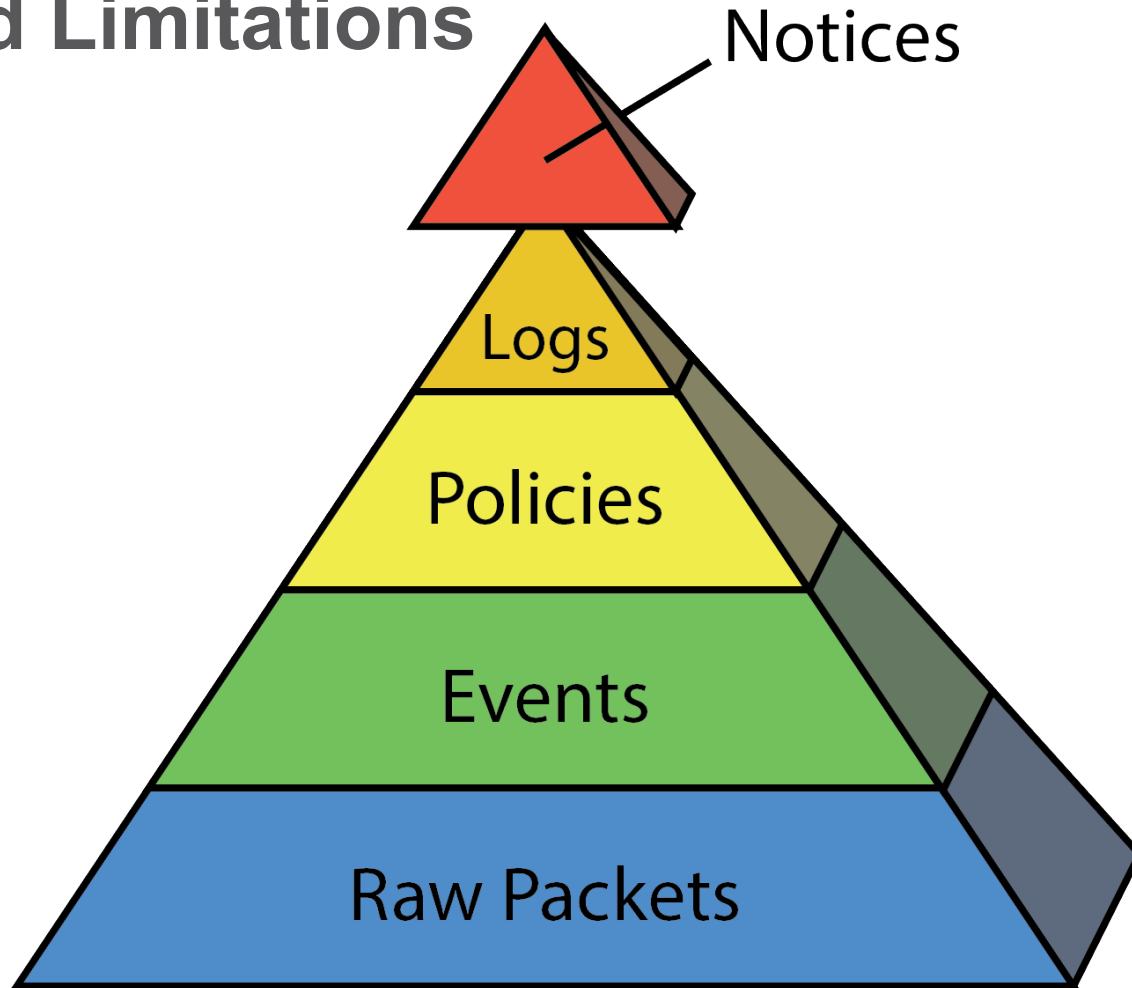 d Limitations
Notices
Logs
Policies
Events
Raw Packets